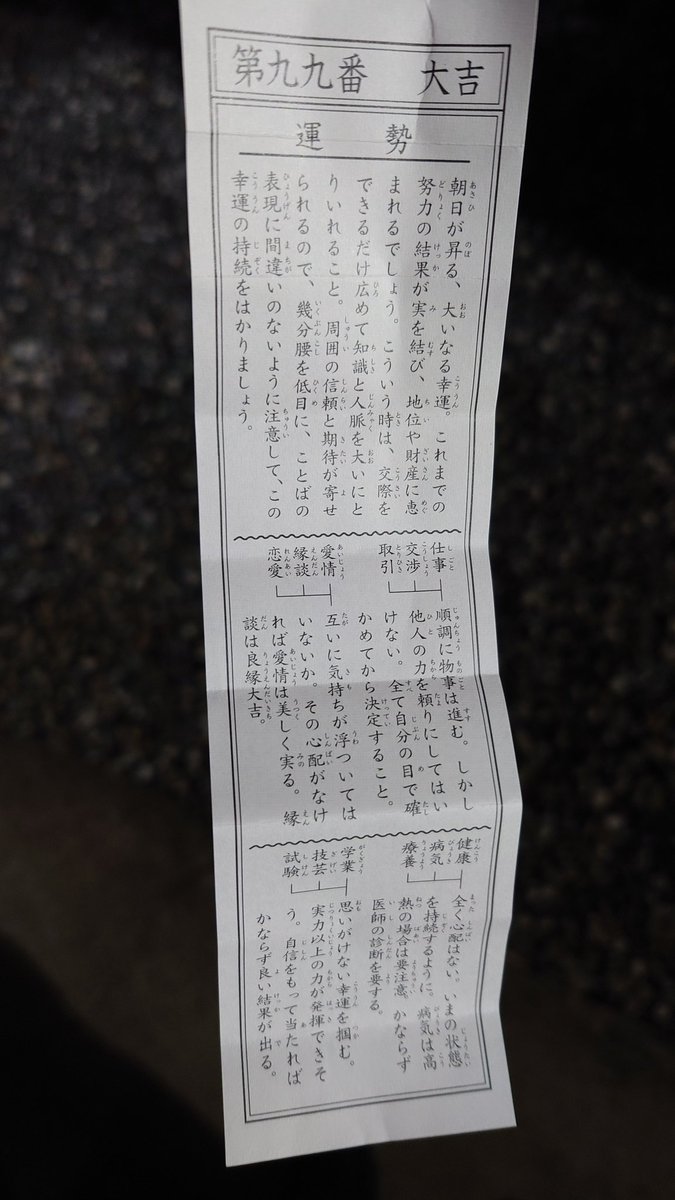 第九九番 大吉
運勢
朝日が昇る、大いなる幸運。これまでの
努力の結果が実を結び、地位や財産に恵
まれるでしょう。こういう時は、交際を
できるだけ広めて知識と人脈を大いにと
りいれること。周囲の信頼と期待が寄せ
られるので、幾分腰を低目に、ことばの
表現に間違いのないように注意して、この
幸運の持続をはかりましょう。
仕事
交渉
取引
順調に物事は進む。しかし
他人の力を頼りにしてはい
けない。全て自分の目で確
かめてから決定すること。
愛情
縁談
恋愛
互いに気持ちが浮ついては
いないか。その心配がなけ
れば愛情は美しく実る。縁
談は良縁大吉。
健康
病気
療養
全く心配はない。いまの状態
を持続するように。病気は高
熱の場合は要注意。かならず
医師の診断を要する。
学業
技芸
試験
思いがけない幸運を掴む。
実力以上の力が発揮できそ
う。自信をもって当たれば
かならず良い結果が出る。